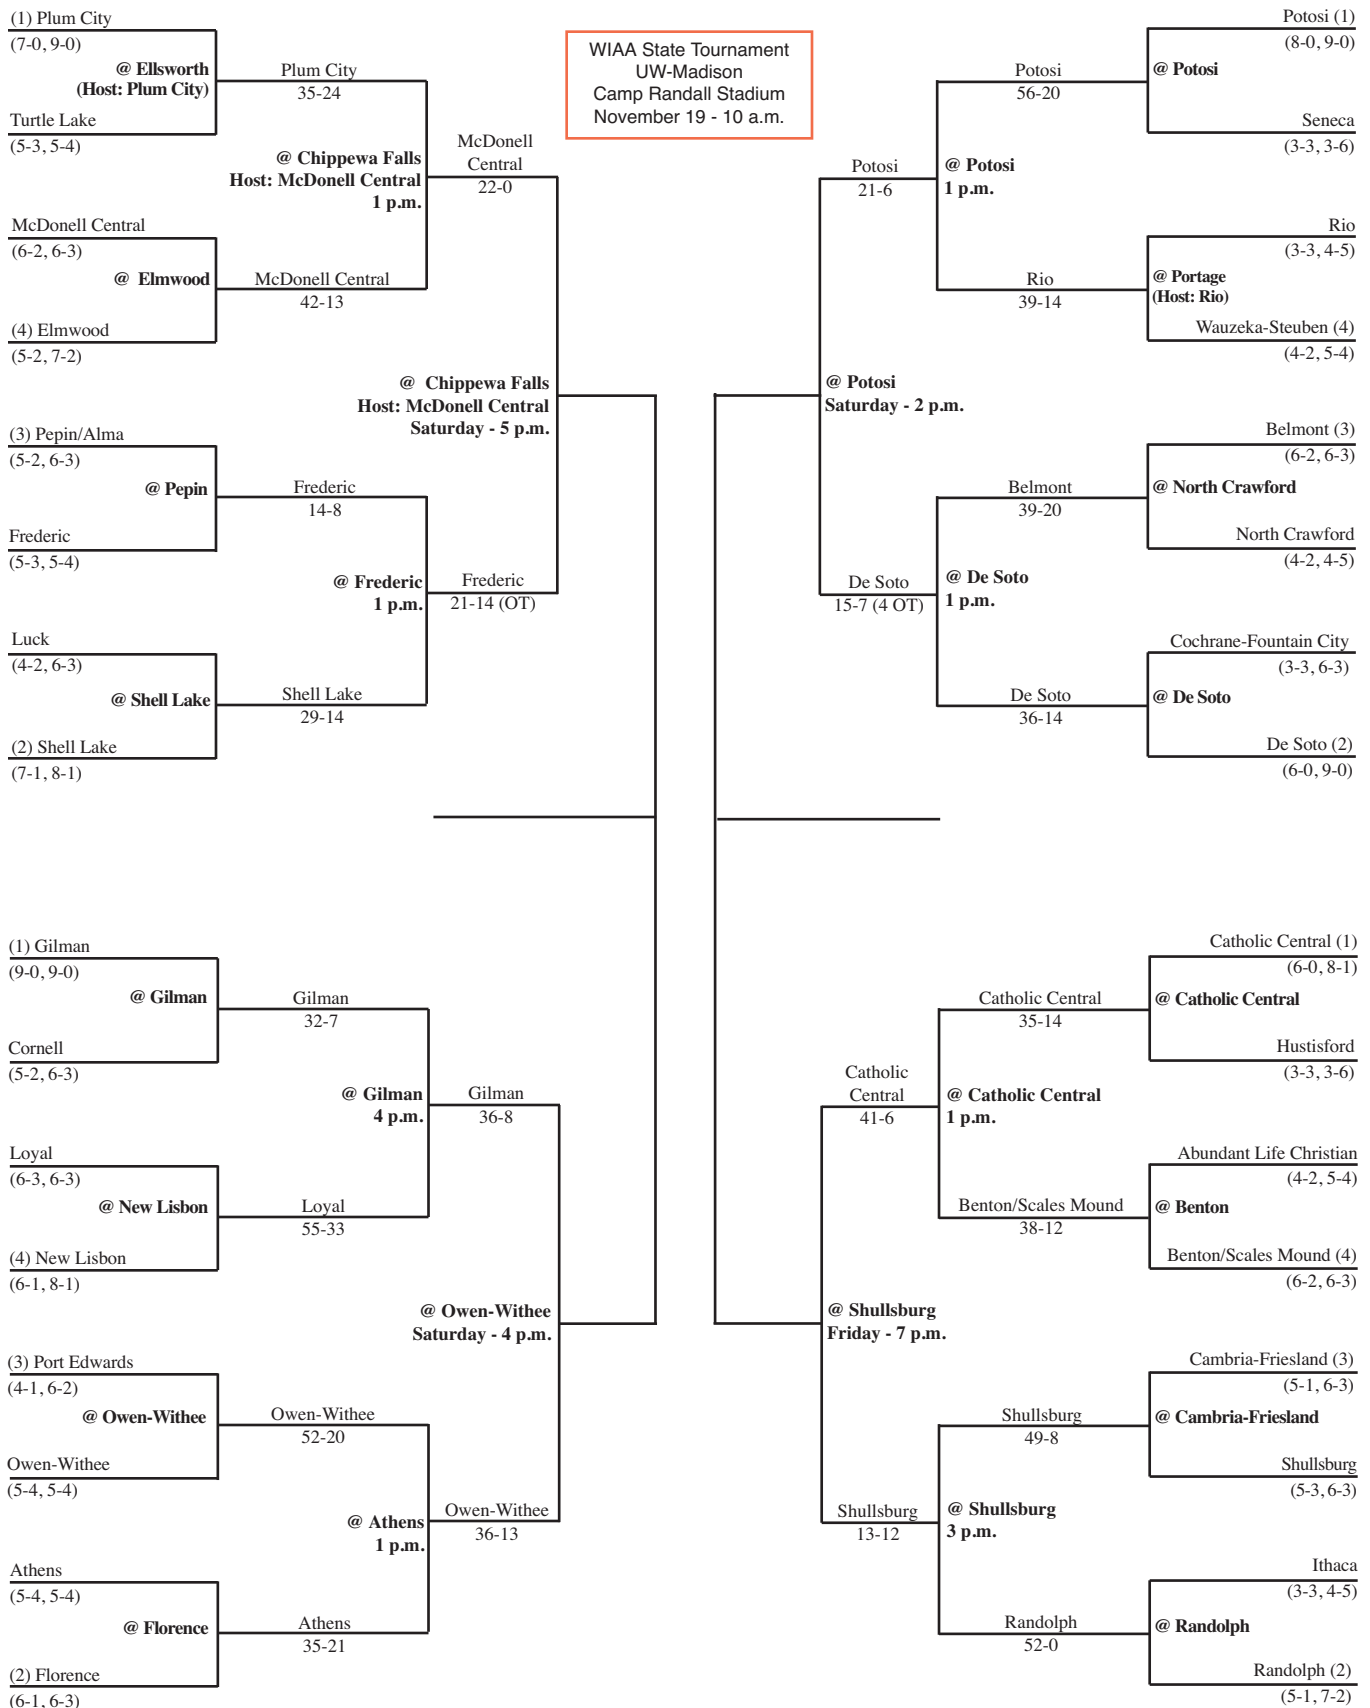 (1) Plum City
(7-0, 9-0)
@ Ellsworth
(Host: Plum City)
Turtle Lake
(5-3, 5-4)
Plum City
35-24
@ Chippewa Falls
Host: McDonell Central
1 p.m.
McDonell Central
(6-2, 6-3)
@ Elmwood
(4) Elmwood
(5-2, 7-2)
McDonell Central
42-13
McDonell
Central
22-0
@ Chippewa Falls
Host: McDonell Central
Saturday - 5 p.m.
(3) Pepin/Alma
(5-2, 6-3)
@ Pepin
Frederic
(5-3, 5-4)
Frederic
14-8
@ Frederic
1 p.m.
Frederic
21-14 (OT)
Luck
(4-2, 6-3)
@ Shell Lake
(2) Shell Lake
(7-1, 8-1)
Shell Lake
29-14
(1) Gilman
(9-0, 9-0)
@ Gilman
Cornell
(5-2, 6-3)
Gilman
32-7
@ Gilman
4 p.m.
Gilman
36-8
Loyal
(6-3, 6-3)
@ New Lisbon
(4) New Lisbon
(6-1, 8-1)
Loyal
55-33
@ Owen-Withee
Saturday - 4 p.m.
(3) Port Edwards
(4-1, 6-2)
@ Owen-Withee
Owen-Withee
(5-4, 5-4)
Owen-Withee
52-20
@ Athens
1 p.m.
Owen-Withee
36-13
Athens
(5-4, 5-4)
@ Florence
(2) Florence
(6-1, 6-3)
Athens
35-21
WIAA State Tournament
UW-Madison
Camp Randall Stadium
November 19 - 10 a.m.
Potosi (1)
(8-0, 9-0)
@ Potosi
Seneca
(3-3, 3-6)
Potosi
56-20
@ Potosi
1 p.m.
Potosi
21-6
Rio
(3-3, 4-5)
@ Portage
(Host: Rio)
Wauzeka-Steuben (4)
(4-2, 5-4)
Rio
39-14
@ Potosi
Saturday - 2 p.m.
Belmont (3)
(6-2, 6-3)
@ North Crawford
North Crawford
(4-2, 4-5)
Belmont
39-20
@ De Soto
1 p.m.
De Soto
15-7 (4 OT)
Cochrane-Fountain City
(3-3, 6-3)
@ De Soto
De Soto (2)
(6-0, 9-0)
De Soto
36-14
Catholic Central (1)
(6-0, 8-1)
@ Catholic Central
Hustisford
(3-3, 3-6)
Catholic Central
35-14
@ Catholic Central
1 p.m.
Catholic
Central
41-6
Abundant Life Christian
(4-2, 5-4)
@ Benton
Benton/Scales Mound (4)
(6-2, 6-3)
Benton/Scales Mound
38-12
@ Shullsburg
Friday - 7 p.m.
Cambria-Friesland (3)
(5-1, 6-3)
@ Cambria-Friesland
Shullsburg
(5-3, 6-3)
Shullsburg
49-8
@ Shullsburg
3 p.m.
Shullsburg
13-12
Ithaca
(3-3, 4-5)
@ Randolph
Randolph (2)
(5-1, 7-2)
Randolph
52-0